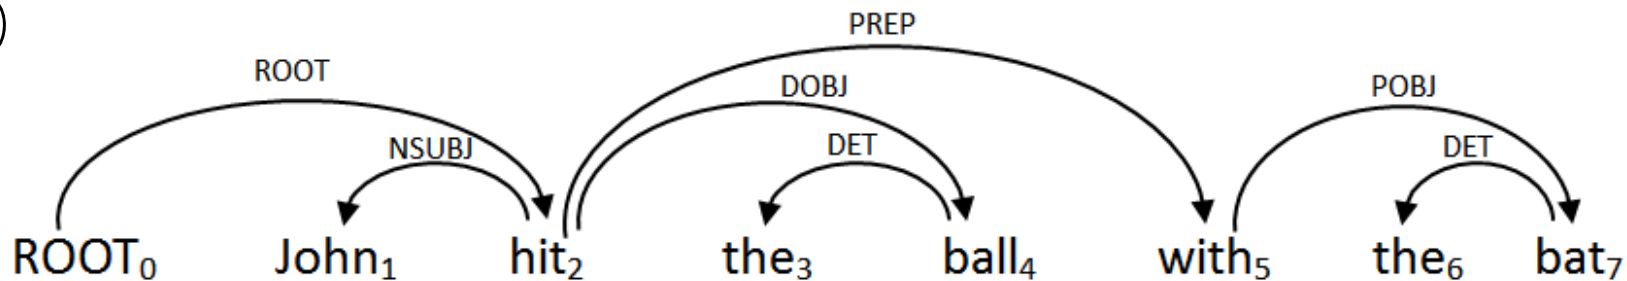 )
PREP
ROOT DOBJ POBJ
NSUBJ DET DET
ROOT₀ John₁ hit₂ the₃ ball₄ with₅ the₆ bat₇